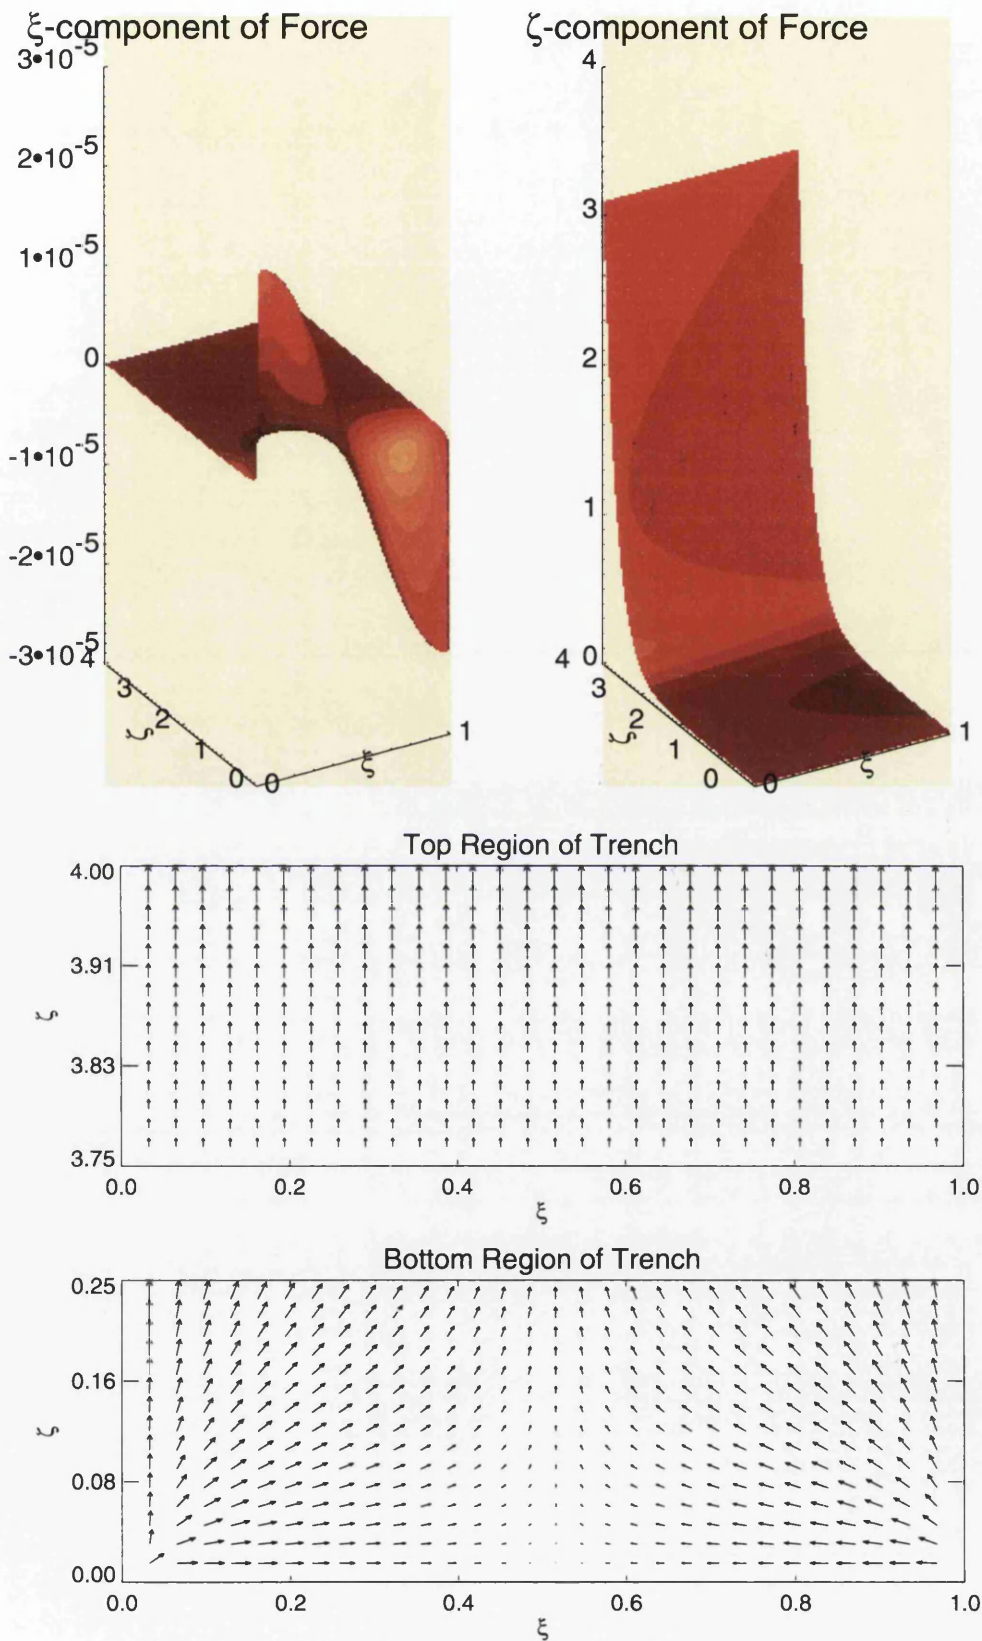 ξ-component of Force
ζ-component of Force
3•10-5
2•10-5
1•10-5
0
-1•10-5
-2•10-5
-3•10-5
4
3
2
1
0
ζ
0
1
ξ
4
3
2
1
0
4
3
2
1
0
ζ
0
1
ξ
Top Region of Trench
4.00
3.91
3.83
3.75
ζ
0.0 0.2 0.4 0.6 0.8 1.0
ξ
Bottom Region of Trench
0.25
0.16
0.08
0.00
ζ
0.0 0.2 0.4 0.6 0.8 1.0
ξ